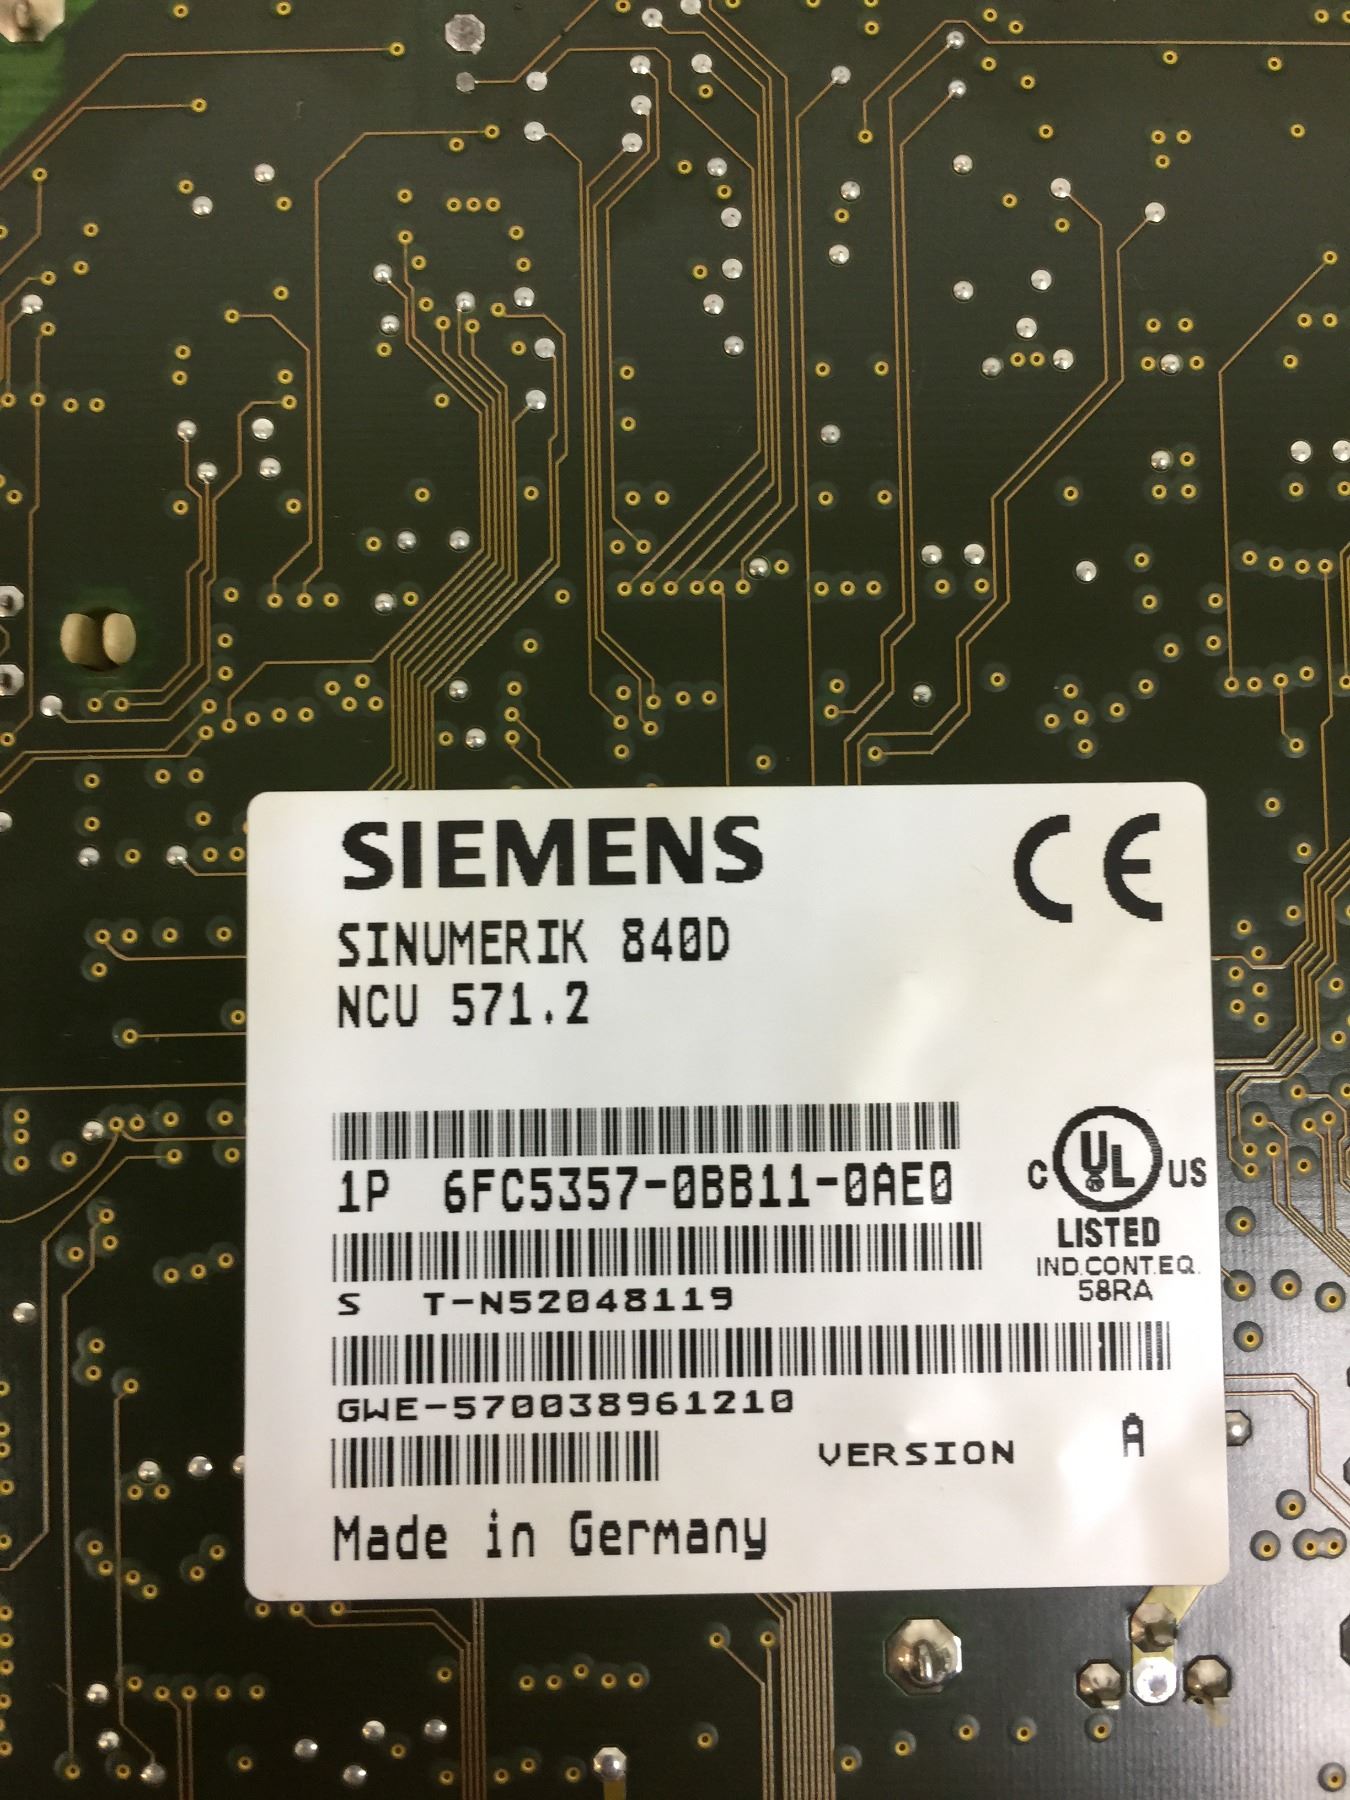 SIEMENS
CE
SINUMERIK 840D
NCU 571.2
1P 6FC5357-0BB11-0AE0
C UL US
LISTED
IND.CONT.EQ.
58RA
S T-N52048119
GWE-570038961210
VERSION A
Made in Germany